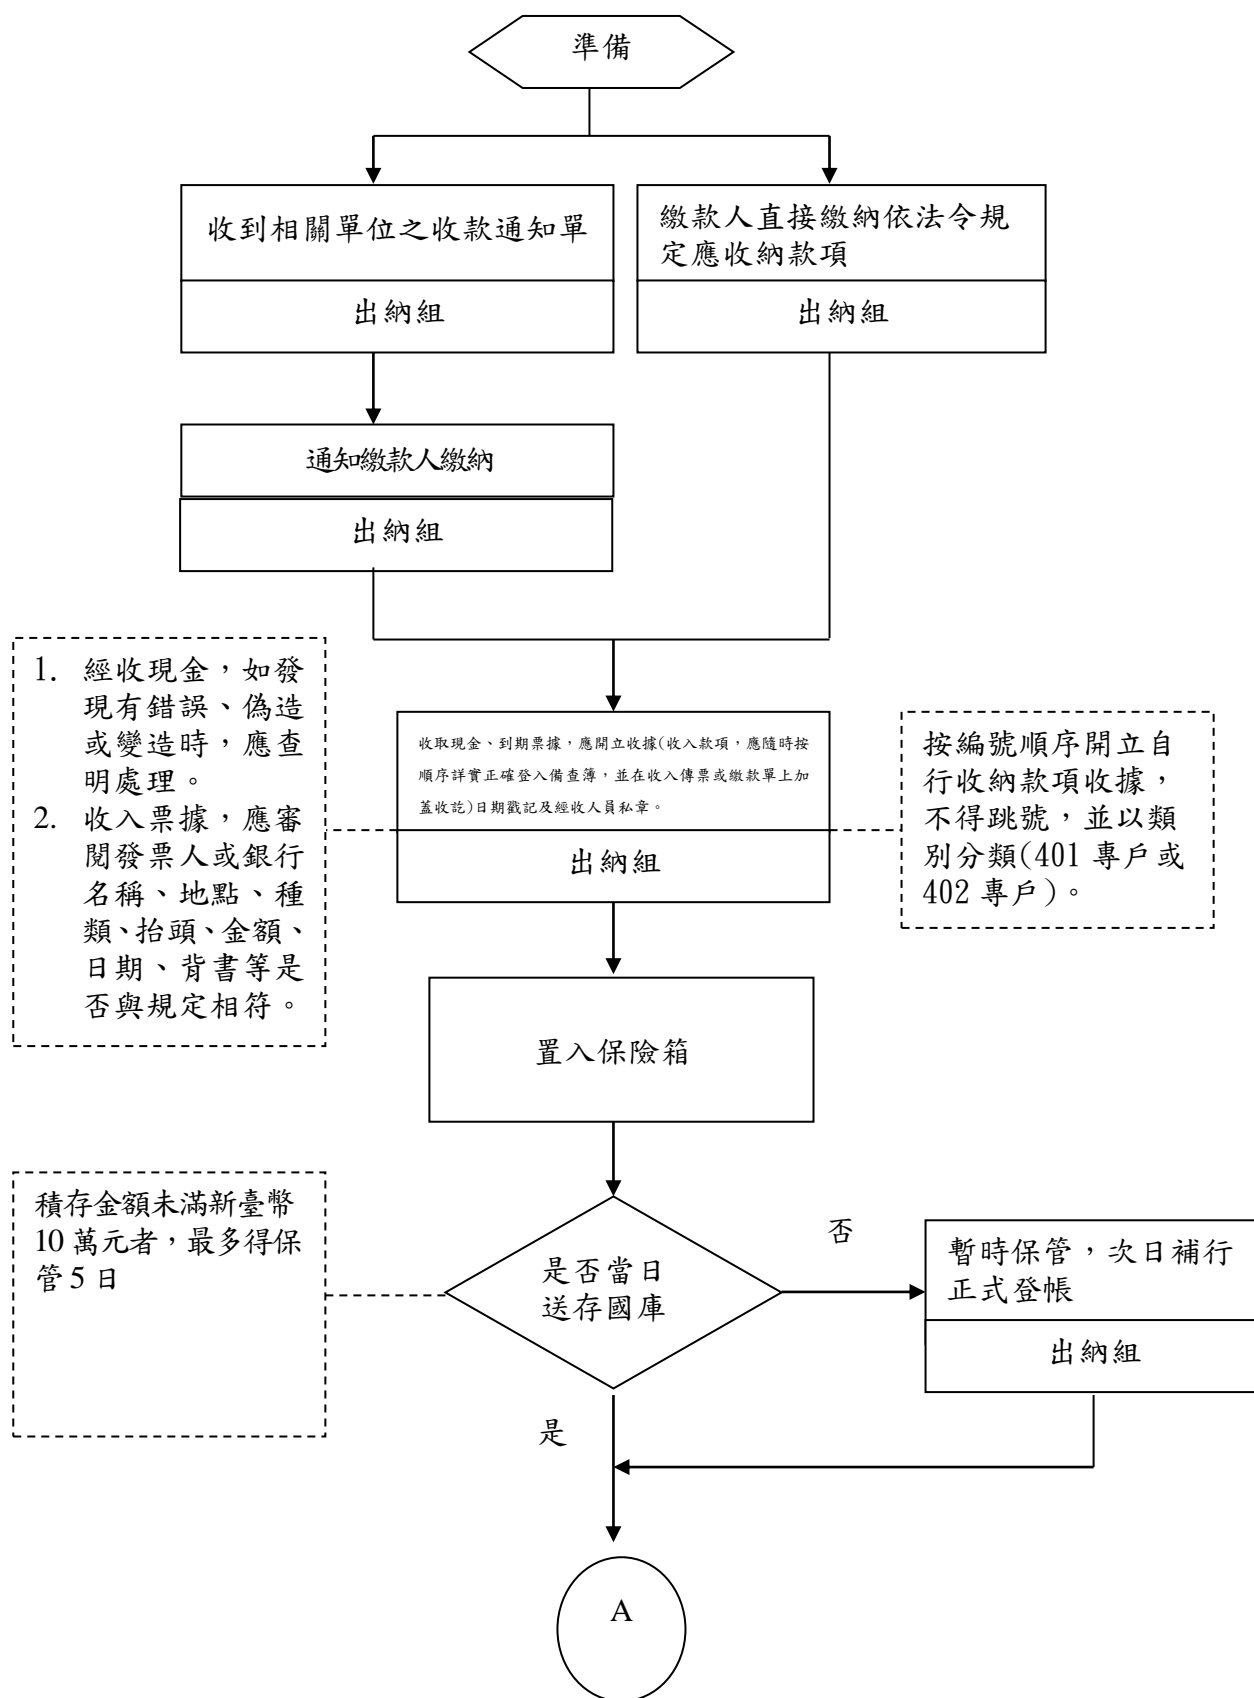 準備
收到相關單位之收款通知單
出納組
繳款人直接繳納依法令規
定應收納款項
出納組
通知繳款人繳納
出納組
1. 經收現金，如發
現有錯誤、偽造
或變造時，應查
明處理。
2. 收入票據，應審
閱發票人或銀行
名稱、地點、種
類、抬頭、金額、
日期、背書等是
否與規定相符。
收取現金、到期票據，應開立收據(收入款項，應隨時按
順序詳實正確登入備查簿，並在收入傳票或繳款單上加
蓋收訖)日期戳記及經收人員私章。
出納組
按編號順序開立自
行收納款項收據，
不得跳號，並以類
別分類(401 專戶或
402 專戶)。
置入保險箱
積存金額未滿新臺幣
10 萬元者，最多得保
管 5 日
是否當日
送存國庫
否
暫時保管，次日補行
正式登帳
出納組
是
A